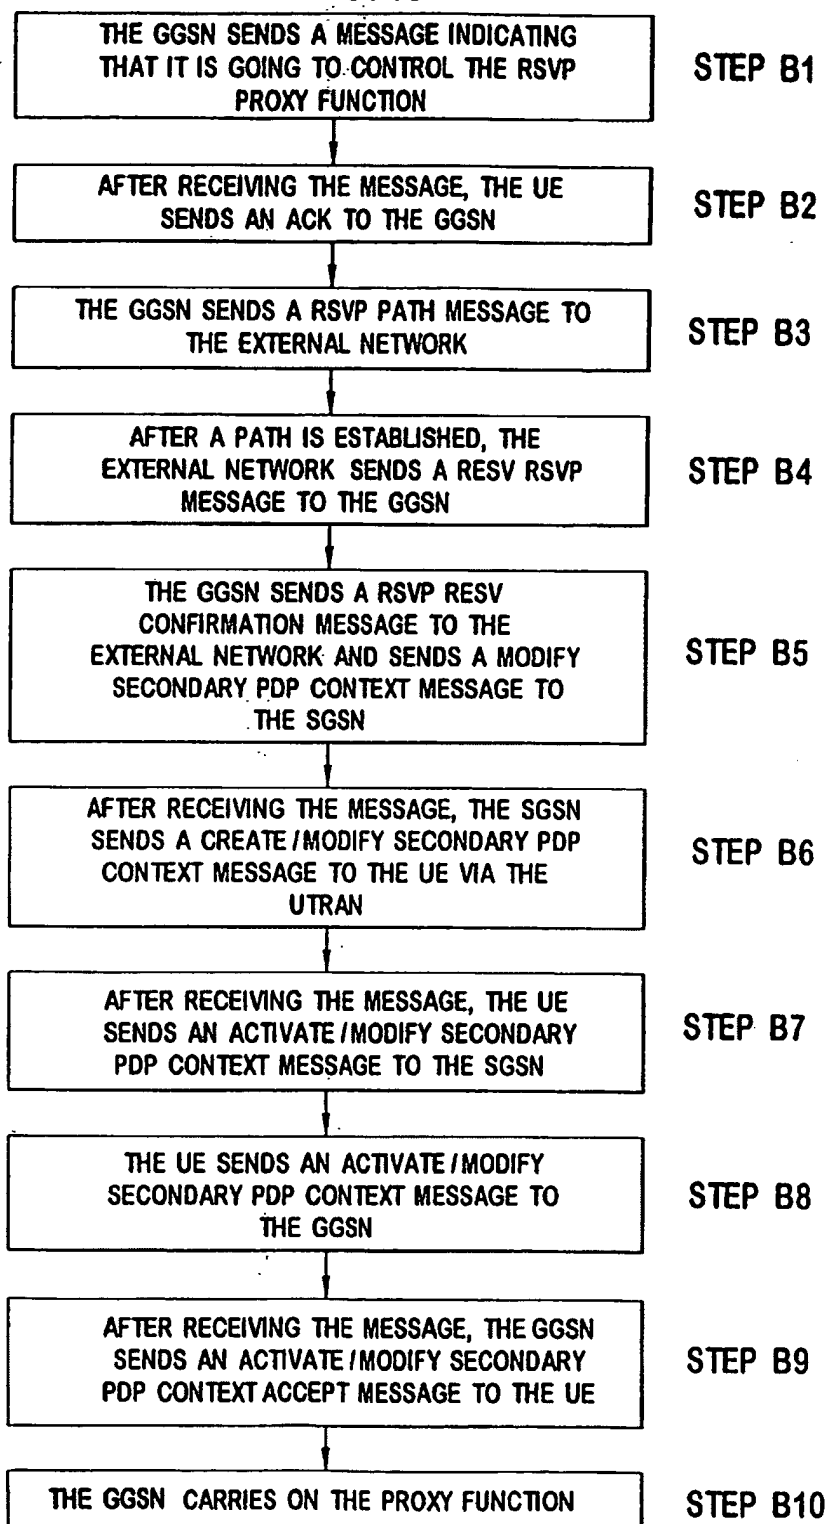 THE GGSN SENDS A MESSAGE INDICATING
THAT IT IS GOING TO CONTROL THE RSVP
PROXY FUNCTION
STEP B1
AFTER RECEIVING THE MESSAGE, THE UE
SENDS AN ACK TO THE GGSN
STEP B2
THE GGSN SENDS A RSVP PATH MESSAGE TO
THE EXTERNAL NETWORK
STEP B3
AFTER A PATH IS ESTABLISHED, THE
EXTERNAL NETWORK SENDS A RESV RSVP
MESSAGE TO THE GGSN
STEP B4
THE GGSN SENDS A RSVP RESV
CONFIRMATION MESSAGE TO THE
EXTERNAL NETWORK AND SENDS A MODIFY
SECONDARY PDP CONTEXT MESSAGE TO
THE SGSN
STEP B5
AFTER RECEIVING THE MESSAGE, THE SGSN
SENDS A CREATE/MODIFY SECONDARY PDP
CONTEXT MESSAGE TO THE UE VIA THE
UTRAN
STEP B6
AFTER RECEIVING THE MESSAGE, THE UE
SENDS AN ACTIVATE/MODIFY SECONDARY
PDP CONTEXT MESSAGE TO THE SGSN
STEP B7
THE UE SENDS AN ACTIVATE/MODIFY
SECONDARY PDP CONTEXT MESSAGE TO
THE GGSN
STEP B8
AFTER RECEIVING THE MESSAGE, THE GGSN
SENDS AN ACTIVATE/MODIFY SECONDARY
PDP CONTEXT ACCEPT MESSAGE TO THE UE
STEP B9
THE GGSN CARRIES ON THE PROXY FUNCTION
STEP B10